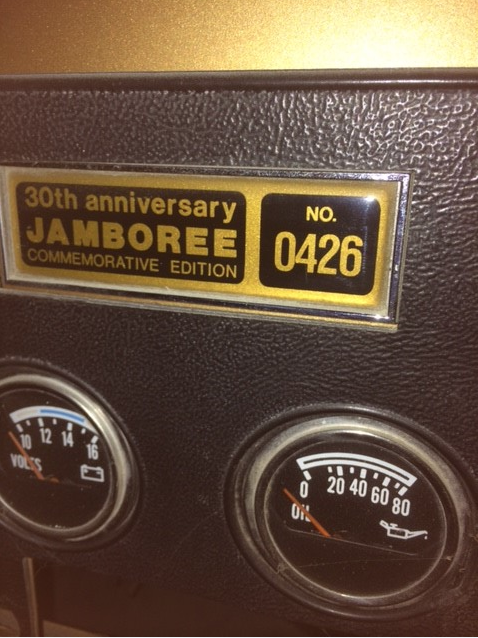 30th anniversary
JAMBOREE
COMMEMORATIVE EDITION
NO.
0426
10 12 14 16
VOLTS
0 20 40 60 80
OIL